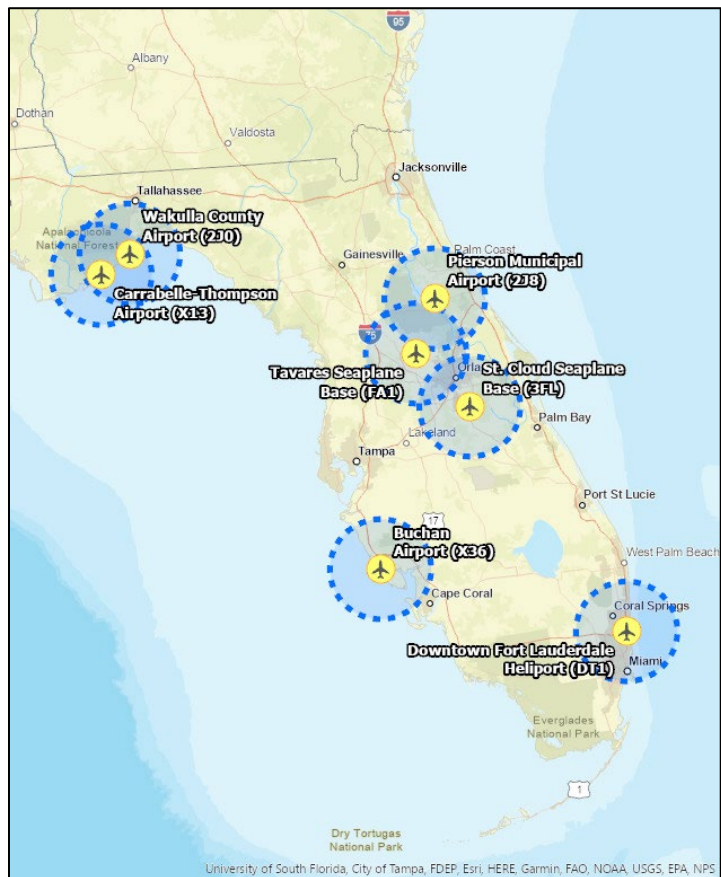 95
Albany
Dothan
Valdosta
Jacksonville
Tallahassee
Wakulla County
Airport (2J0)
Apalachicola
National Forest
Carrabelle-Thompson
Airport (X13)
Gainesville
Palm Coast
Pierson Municipal
Airport (2J8)
75
Tavares Seaplane
Base (FA1)
Orla
St. Cloud Seaplane
Base (3FL)
Lakeland
Palm Bay
Tampa
Port St Lucie
17
Buchan
Airport (X36)
West Palm Beach
Cape Coral
Coral Springs
Downtown Fort Lauderdale
Heliport (DT1)
Miami
Everglades
National Park
1
Dry Tortugas
National Park
University of South Florida, City of Tampa, FDEP, Esri, HERE, Garmin, FAO, NOAA, USGS, EPA, NPS